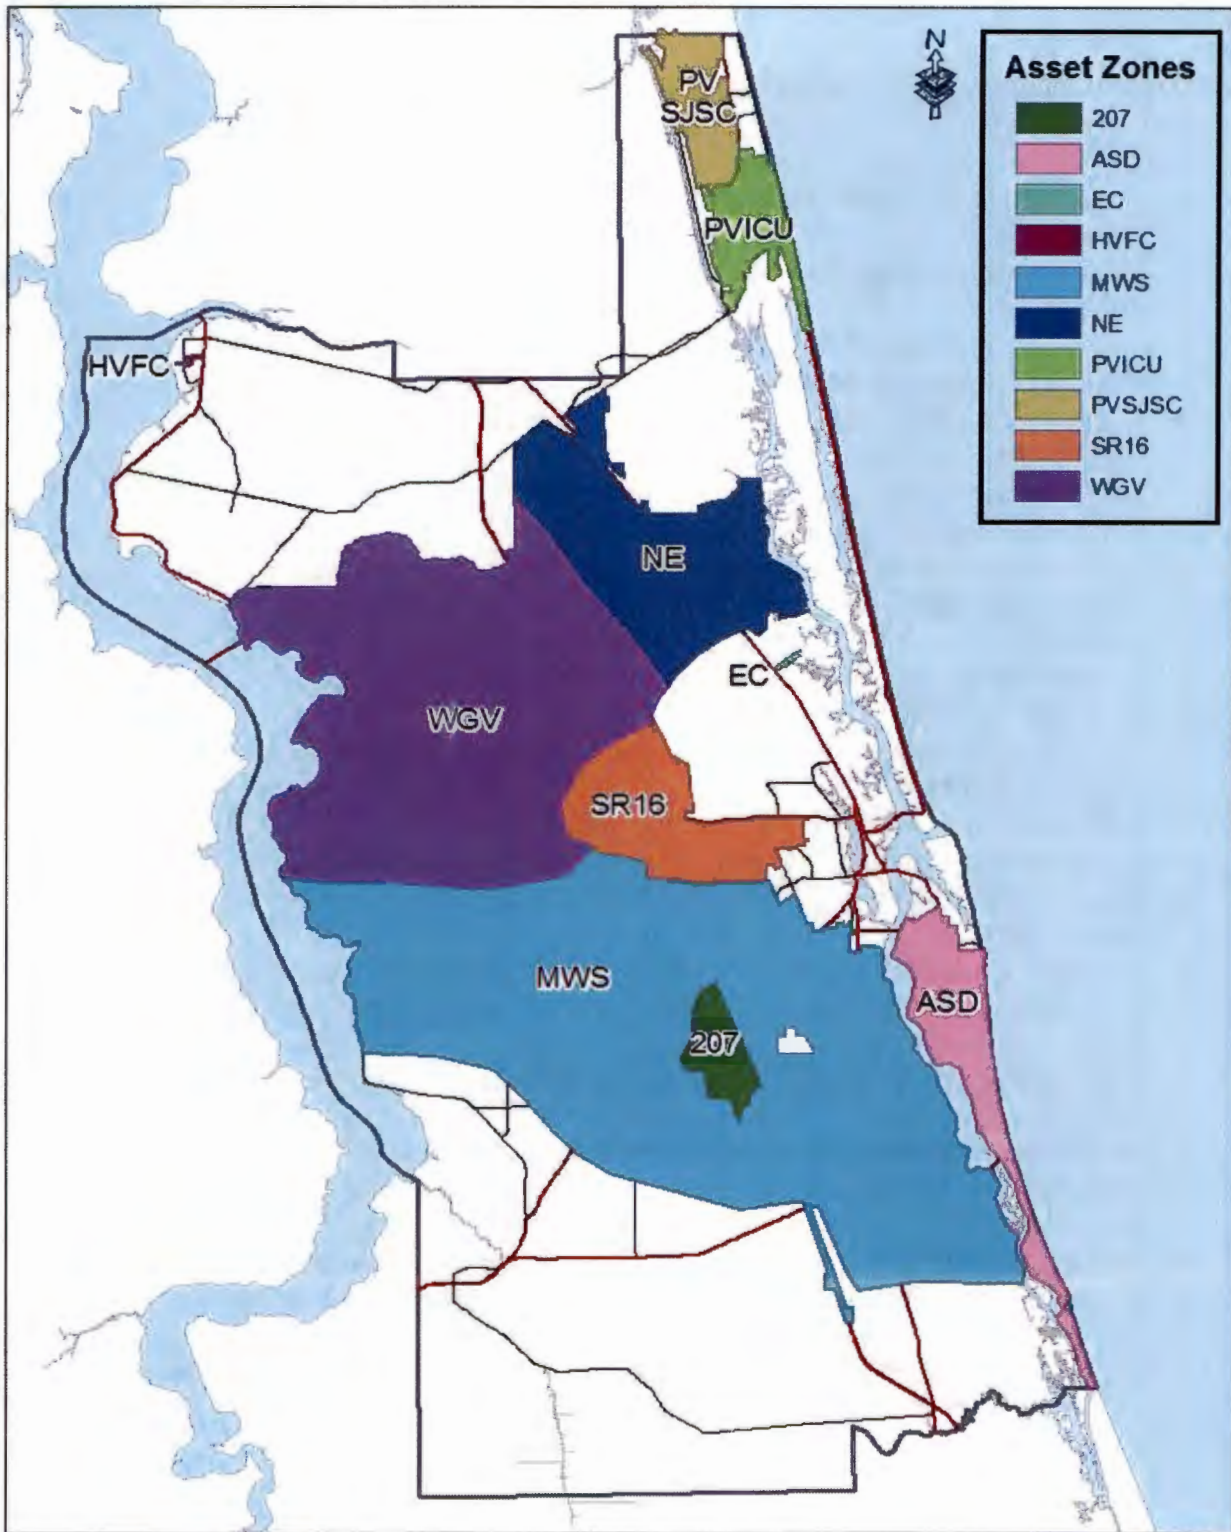 N
Asset Zones
207
ASD
EC
HVFC
MWS
NE
PVICU
PVSJSC
SR16
WGV
PV
SJSC
PVICU
HVFC
NE
EC
WGV
SR16
MWS
ASD
207